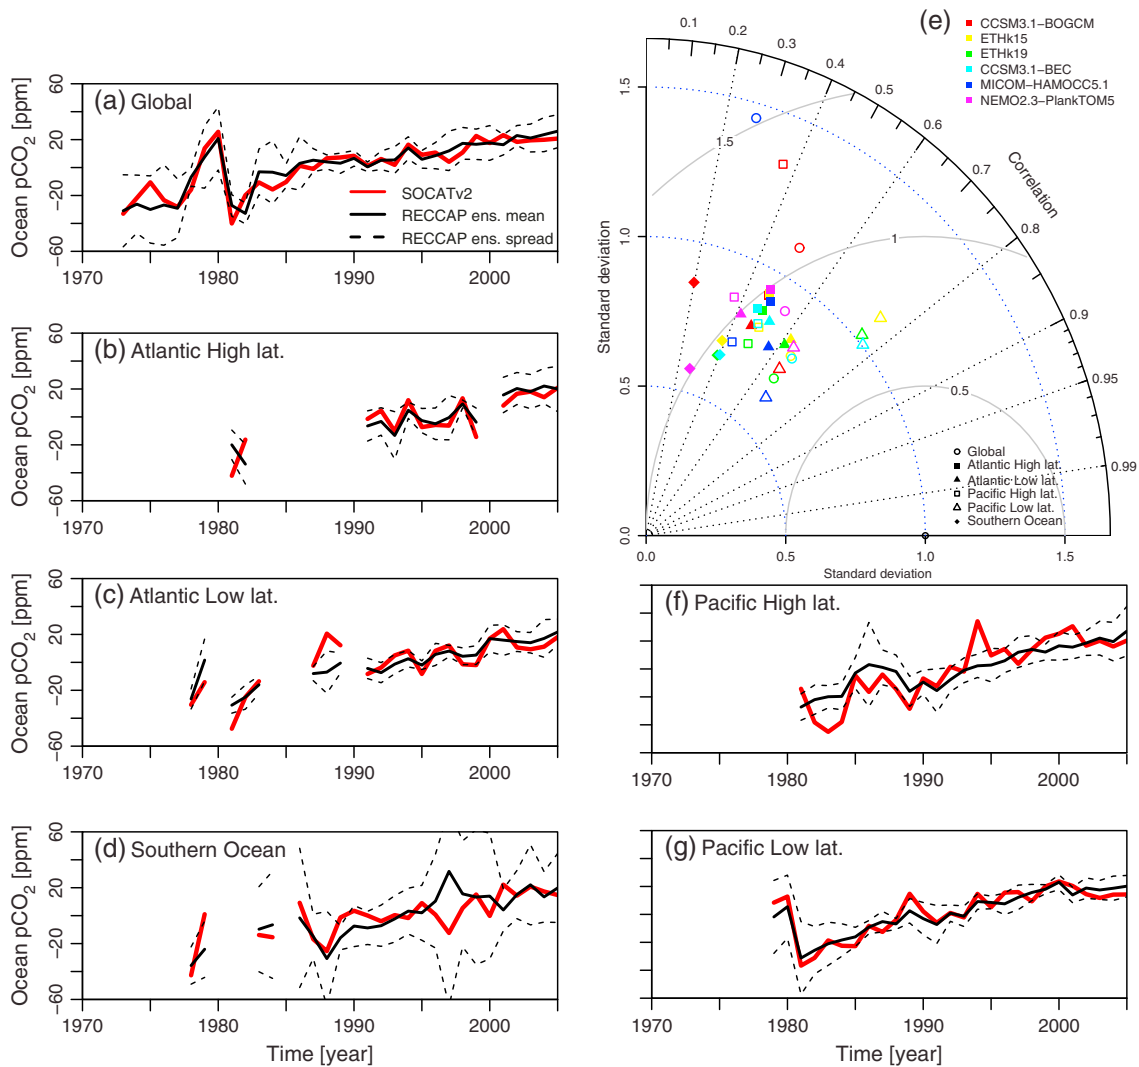 (a) Global
Ocean pCO2 [ppm]
60
20
−20
−60
SOCATv2
RECCAP ens. mean
RECCAP ens. spread
1970
1980
1990
2000
(b) Atlantic High lat.
Ocean pCO2 [ppm]
60
20
−20
−60
1970
1980
1990
2000
(c) Atlantic Low lat.
Ocean pCO2 [ppm]
60
20
−20
−60
1970
1980
1990
2000
(d) Southern Ocean
Ocean pCO2 [ppm]
60
20
−20
−60
1970
1980
1990
2000
Time [year]
(e)
CCSM3.1−BOGCM
ETHk15
ETHk19
CCSM3.1−BEC
MICOM−HAMOCC5.1
NEMO2.3−PlankTOM5
0.1
0.2
0.3
0.4
0.5
0.6
0.7
0.8
0.9
0.95
0.99
Correlation
1.5
1
0.5
Standard deviation
1.5
1.0
0.5
0.0
Global
Atlantic High lat.
Atlantic Low lat.
Pacific High lat.
Pacific Low lat.
Southern Ocean
0.0
0.5
1.0
1.5
Standard deviation
(f) Pacific High lat.
1970
1980
1990
2000
(g) Pacific Low lat.
1970
1980
1990
2000
Time [year]